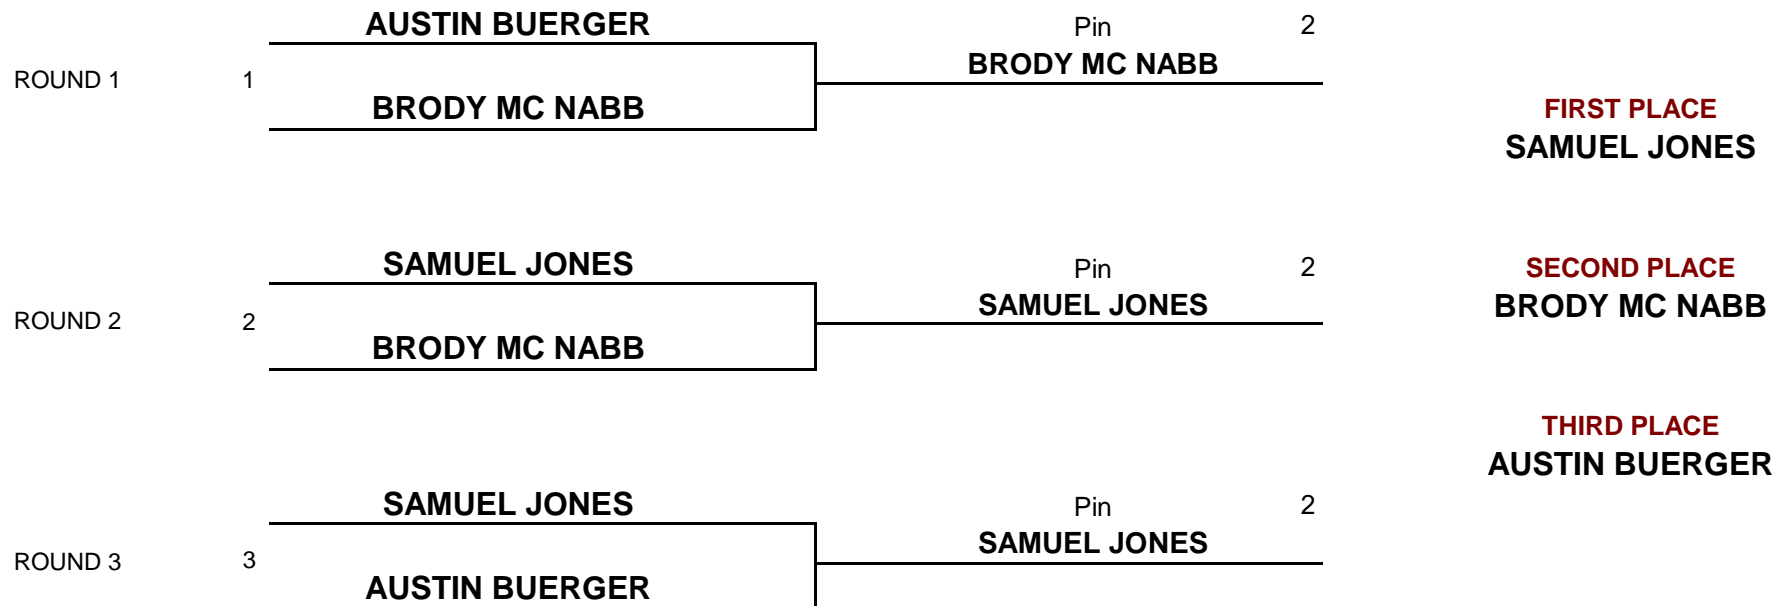 AUSTIN BUERGER
Pin 2
BRODY MC NABB
ROUND 1 1
BRODY MC NABB
FIRST PLACE
SAMUEL JONES
SAMUEL JONES
Pin 2
SECOND PLACE
SAMUEL JONES
BRODY MC NABB
ROUND 2 2
BRODY MC NABB
THIRD PLACE
AUSTIN BUERGER
SAMUEL JONES
Pin 2
SAMUEL JONES
ROUND 3 3
AUSTIN BUERGER